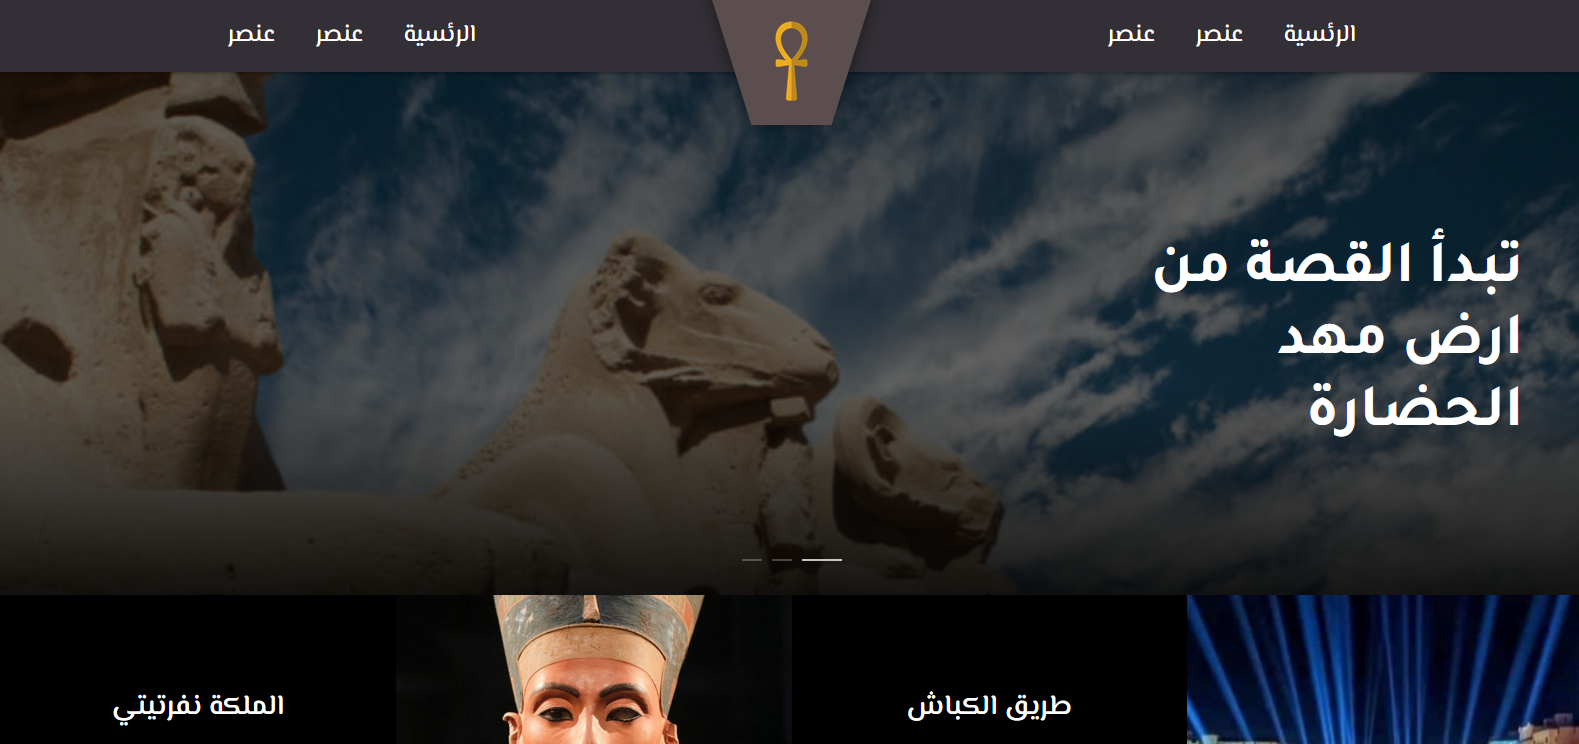 الرئسية عنصر عنصر
الرئسية عنصر عنصر
تبدأ القصة من
ارض مهد
الحضارة
طريق الكباش
الملكة نفرتيتي